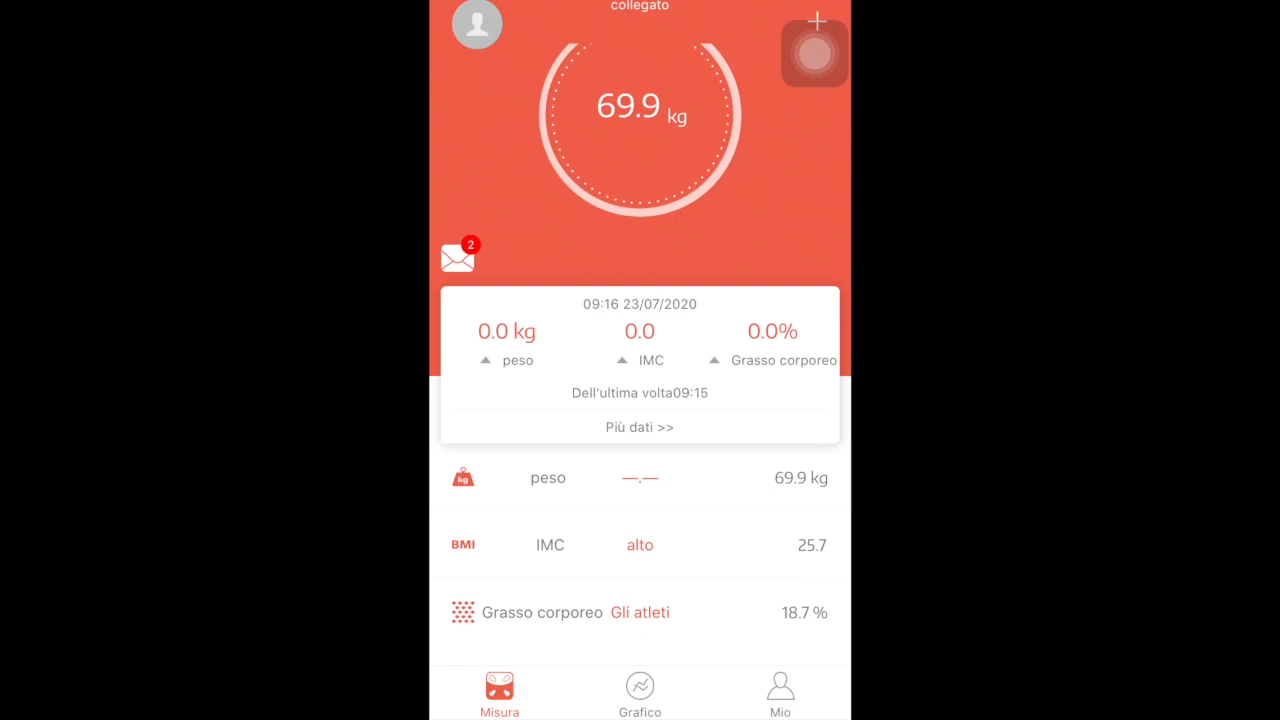 collegato
69.9 kg
2
09:16 23/07/2020
0.0 kg 0.0 0.0%
peso IMC Grasso corporeo
Dell'ultima volta09:15
Più dati >>
kg peso —.— 69.9 kg
BMI IMC alto 25.7
Grasso corporeo Gli atleti 18.7 %
Misura Grafico Mio